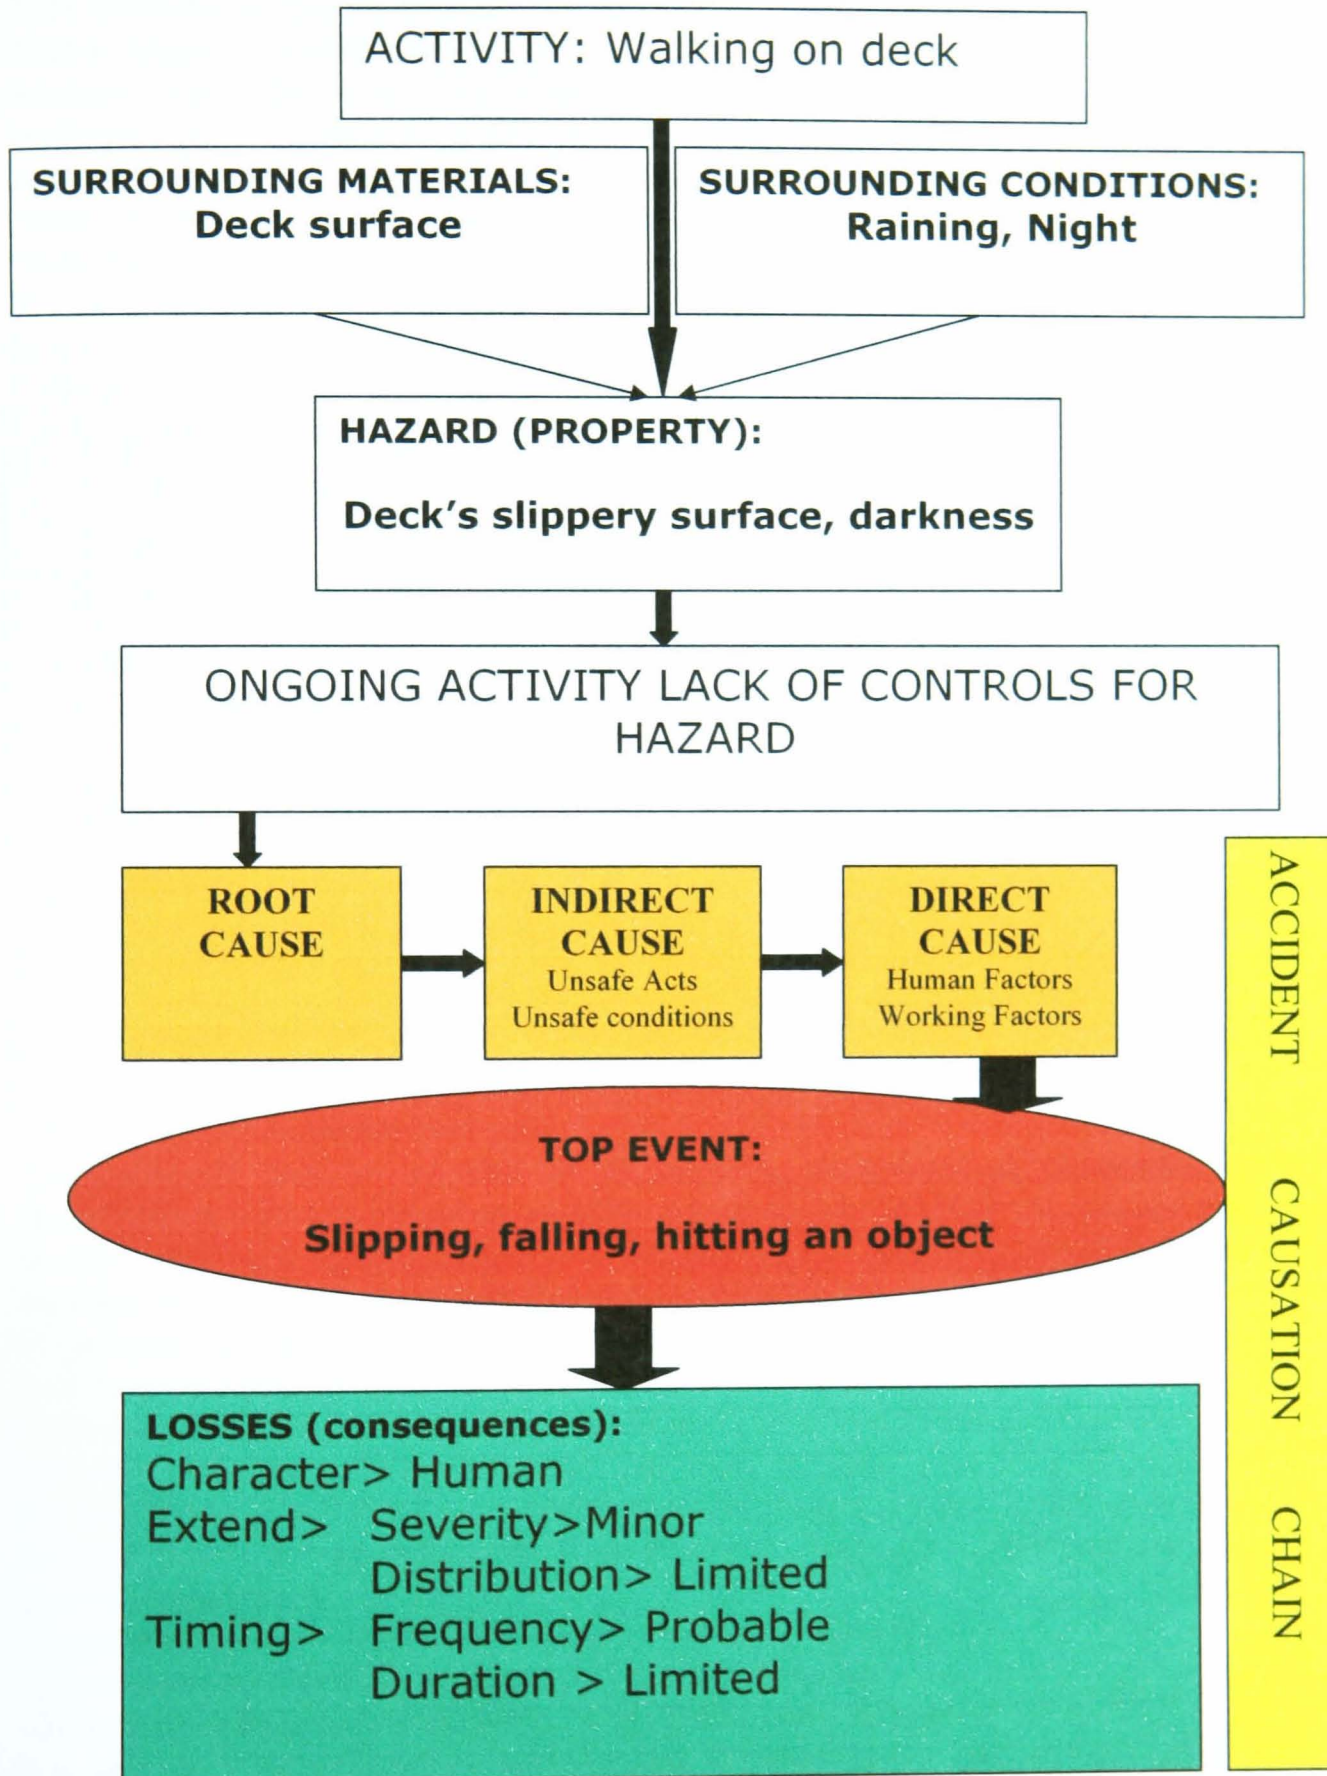 ACTIVITY: Walking on deck
SURROUNDING MATERIALS:
Deck surface
SURROUNDING CONDITIONS:
Raining, Night
HAZARD (PROPERTY):
Deck’s slippery surface, darkness
ONGOING ACTIVITY LACK OF CONTROLS FOR
HAZARD
ROOT
CAUSE
INDIRECT
CAUSE
Unsafe Acts
Unsafe conditions
DIRECT
CAUSE
Human Factors
Working Factors
TOP EVENT:
Slipping, falling, hitting an object
LOSSES (consequences):
Character> Human
Extend> Severity>Minor
Distribution> Limited
Timing> Frequency> Probable
Duration > Limited
ACCIDENT CAUSATION CHAIN